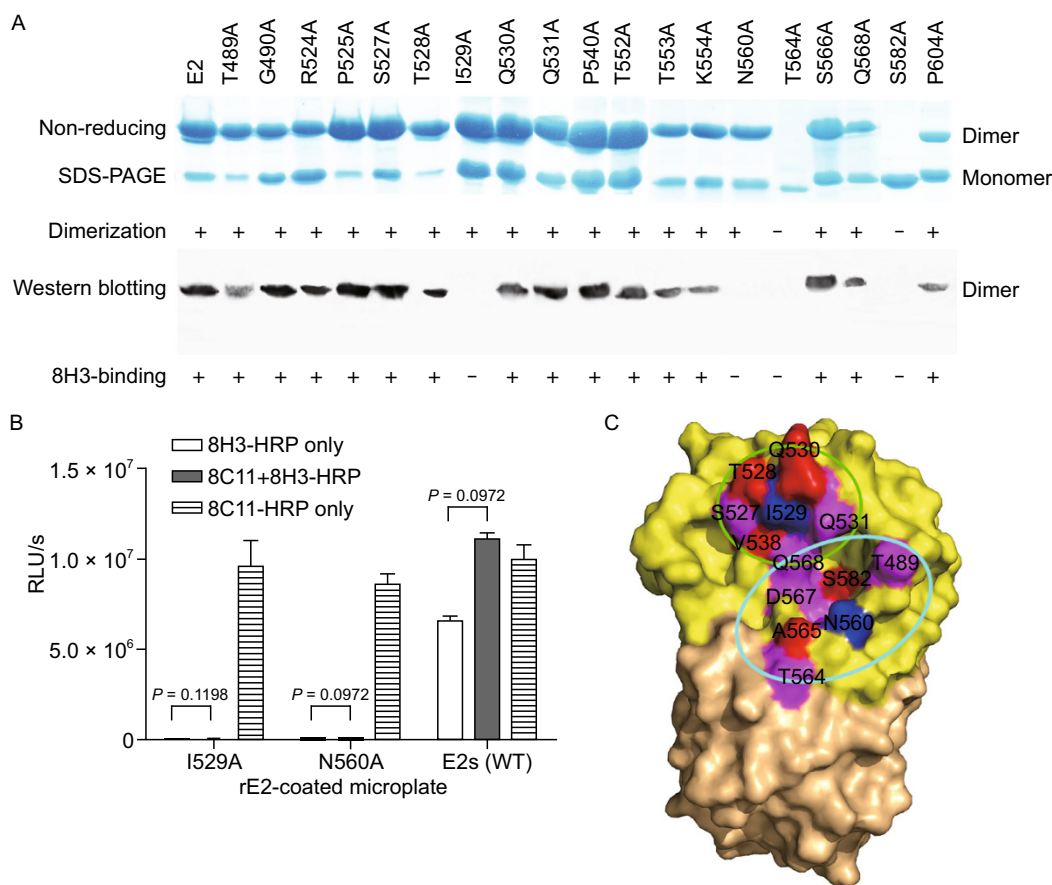 A
E2 T489A G490A R524A P525A S527A T528A I529A Q530A Q531A P540A T552A T553A K554A N560A T564A S566A Q568A S582A P604A
Non-reducing Dimer
SDS-PAGE Monomer
Dimerization + + + + + + + + + + + + + + + − + + − +
Western blotting Dimer
8H3-binding + + + + + + + − + + + + + + − − + + − +
B
8H3-HRP only
8C11+8H3-HRP
8C11-HRP only
1.5 × 10⁷
1.0 × 10⁷
5.0 × 10⁶
0
RLU/s
P = 0.1198
P = 0.0972
P = 0.0972
I529A N560A E2s (WT)
rE2-coated microplate
C
Q530
T528
S527 I529 Q531
V538
Q568 T489
S582
D567
N560
A565
T564